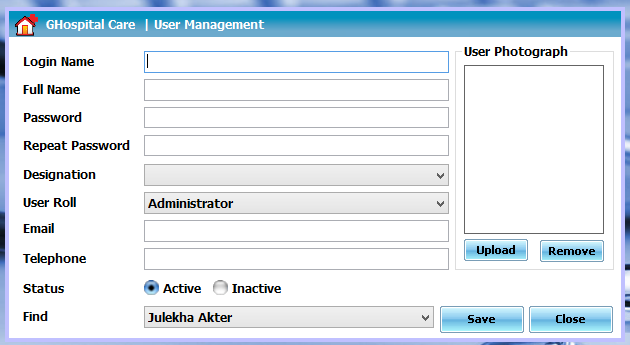 GHospital Care | User Management
Login Name
Full Name
Password
Repeat Password
Designation
User Roll Administrator
Email
Telephone
Status Active Inactive
Find Julekha Akter
User Photograph
Upload Remove
Save Close